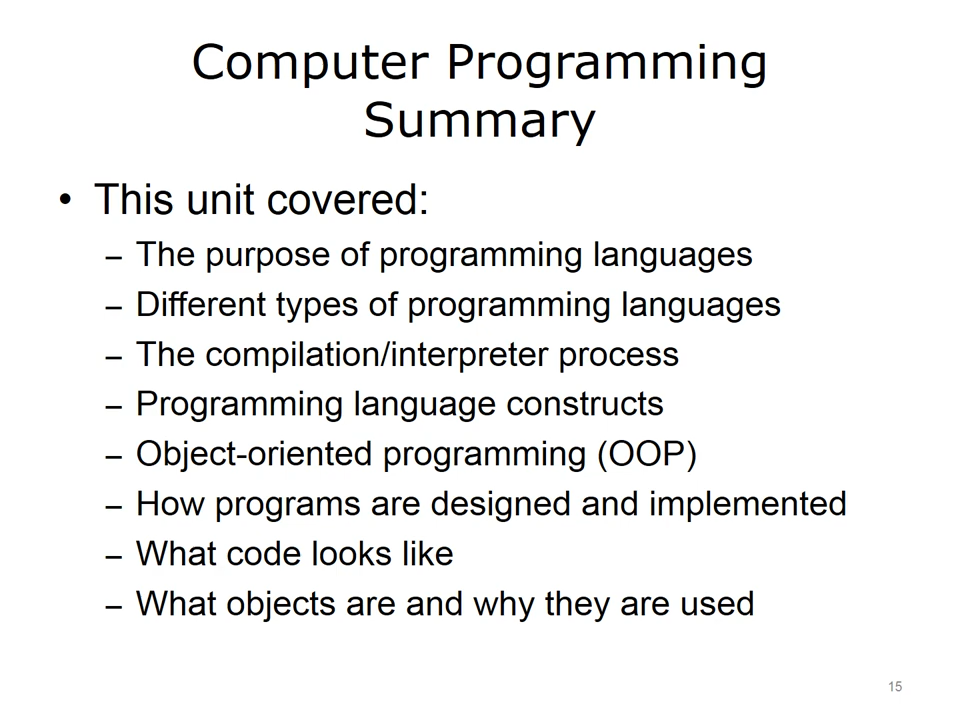 Computer Programming
Summary
• This unit covered:
– The purpose of programming languages
– Different types of programming languages
– The compilation/interpreter process
– Programming language constructs
– Object-oriented programming (OOP)
– How programs are designed and implemented
– What code looks like
– What objects are and why they are used
15